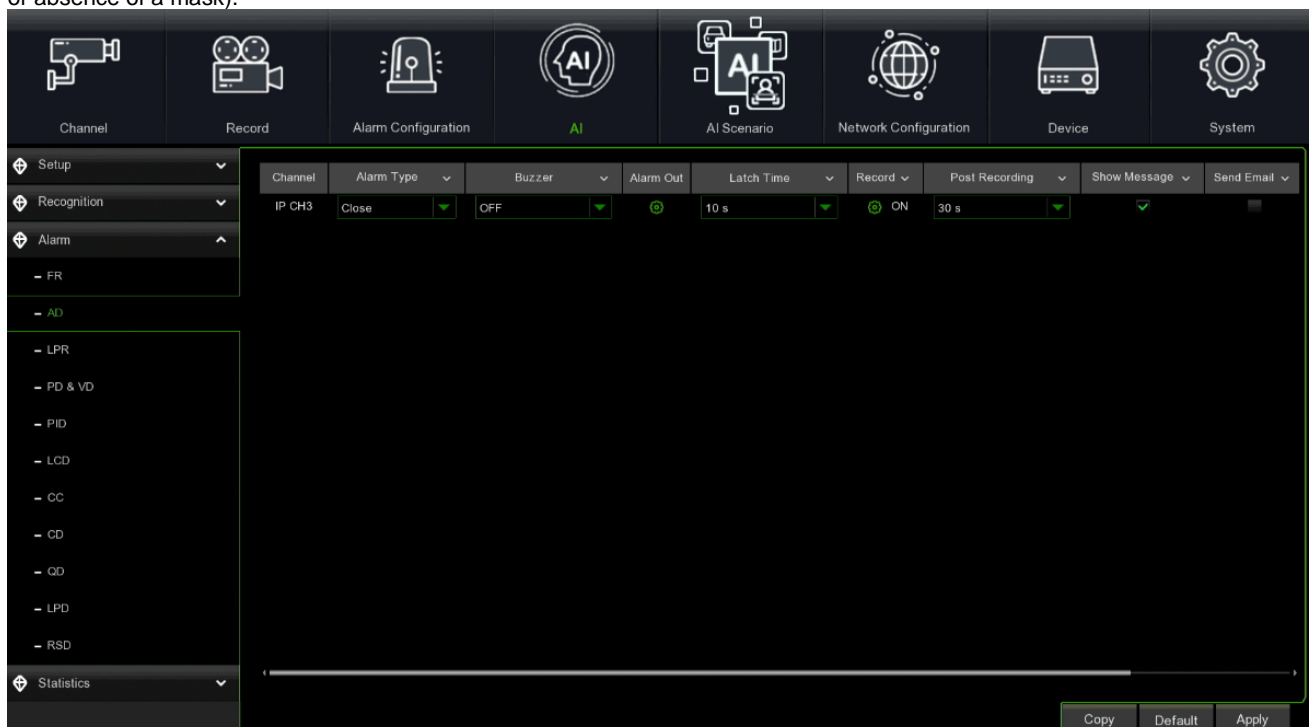 or absence of a mask).
AI
AI
Channel Record Alarm Configuration AI AI Scenario Network Configuration Device System
Setup
Recognition
Alarm
FR
AD
LPR
PD & VD
PID
LCD
CC
CD
QD
LPD
RSD
Statistics
Channel Alarm Type Buzzer Alarm Out Latch Time Record Post Recording Show Message Send Email
IP CH3 Close OFF 10 s ON 30 s
Copy Default Apply